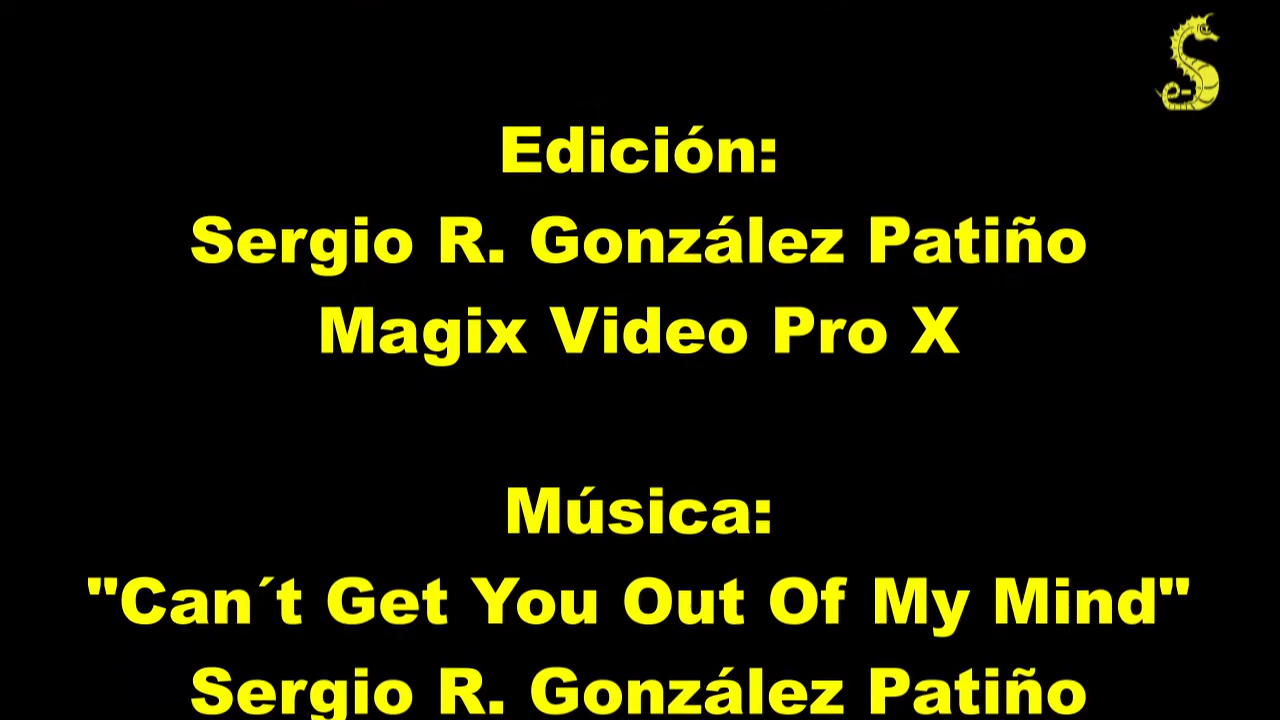 Edición:
Sergio R. González Patiño
Magix Video Pro X
Música:
"Can´t Get You Out Of My Mind"
Sergio R. González Patiño